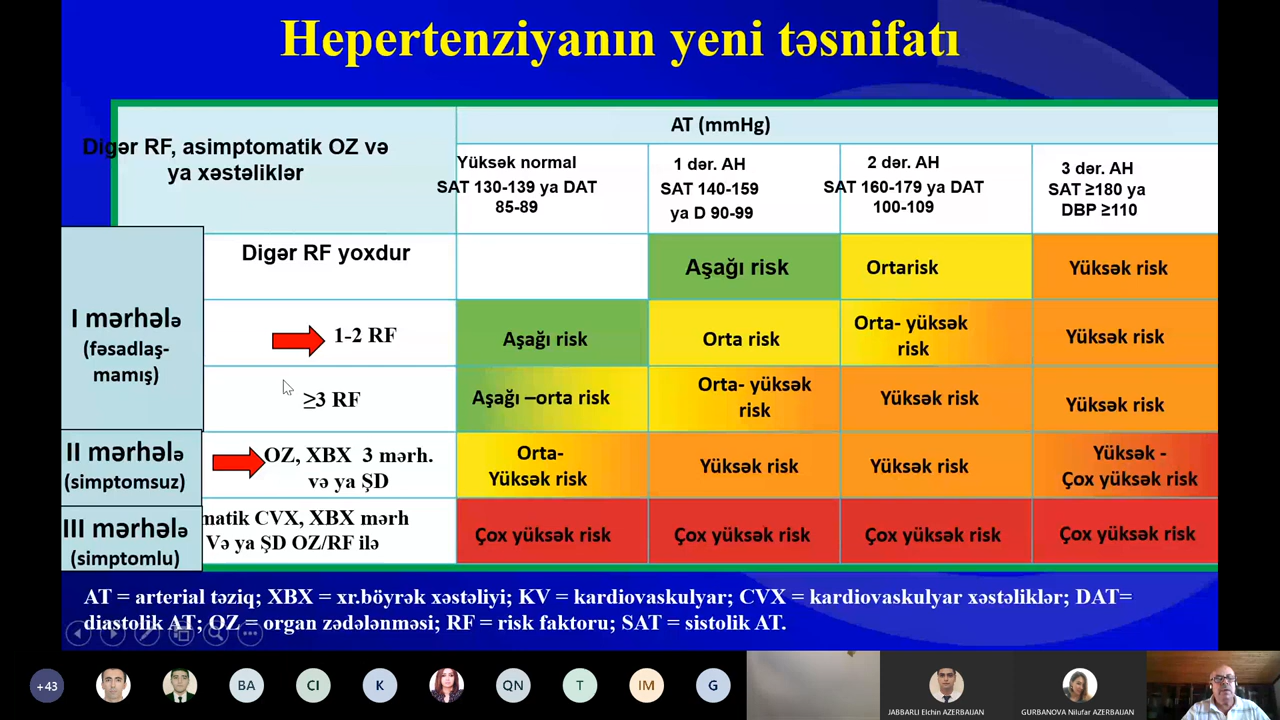 Hepertenziyanın yeni təsnifatı
Digər RF, asimptomatik OZ və
ya xəstəliklər
AT (mmHg)
Yüksək normal
SAT 130-139 ya DAT
85-89
1 dər. AH
SAT 140-159
ya D 90-99
2 dər. AH
SAT 160-179 ya DAT
100-109
3 dər. AH
SAT ≥180 ya
DBP ≥110
I mərhələ
(fəsadlaş-
mamış)
Digər RF yoxdur
Aşağı risk
Ortarisk
Yüksək risk
1-2 RF
Aşağı risk
Orta risk
Orta- yüksək
risk
Yüksək risk
≥3 RF
Aşağı –orta risk
Orta- yüksək
risk
Yüksək risk
Yüksək risk
II mərhələ
(simptomsuz)
OZ, XBX 3 mərh.
və ya ŞD
Orta-
Yüksək risk
Yüksək risk
Yüksək risk
Yüksək -
Çox yüksək risk
III mərhələ
(simptomlu)
matik CVX, XBX mərh
Və ya ŞD OZ/RF ilə
Çox yüksək risk
Çox yüksək risk
Çox yüksək risk
Çox yüksək risk
AT = arterial təziq; XBX = xr.böyrək xəstəliyi; KV = kardiovaskulyar; CVX = kardiovaskulyar xəstəliklər; DAT=
diastolik AT; OZ = organ zədələnməsi; RF = risk faktoru; SAT = sistolik AT.
+43
BA
CI
K
QN
T
IM
G
JABBARLI Elchin AZERBAIJAN
GURBANOVA Nilufar AZERBAIJAN